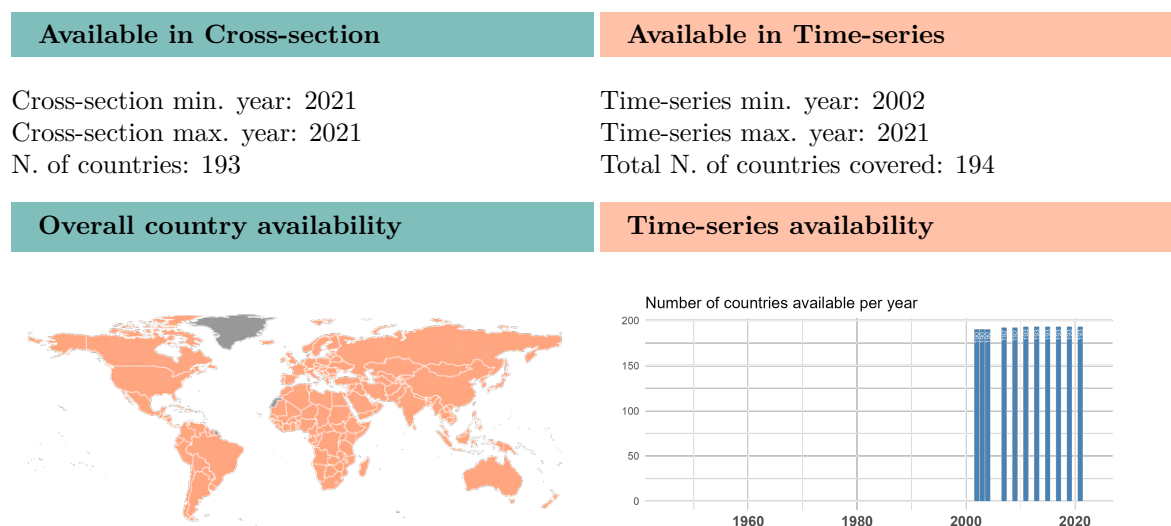 Available in Cross-section
Available in Time-series
Cross-section min. year: 2021
Cross-section max. year: 2021
N. of countries: 193
Time-series min. year: 2002
Time-series max. year: 2021
Total N. of countries covered: 194
Overall country availability
Time-series availability
Number of countries available per year
200
150
100
50
0
1960
1980
2000
2020